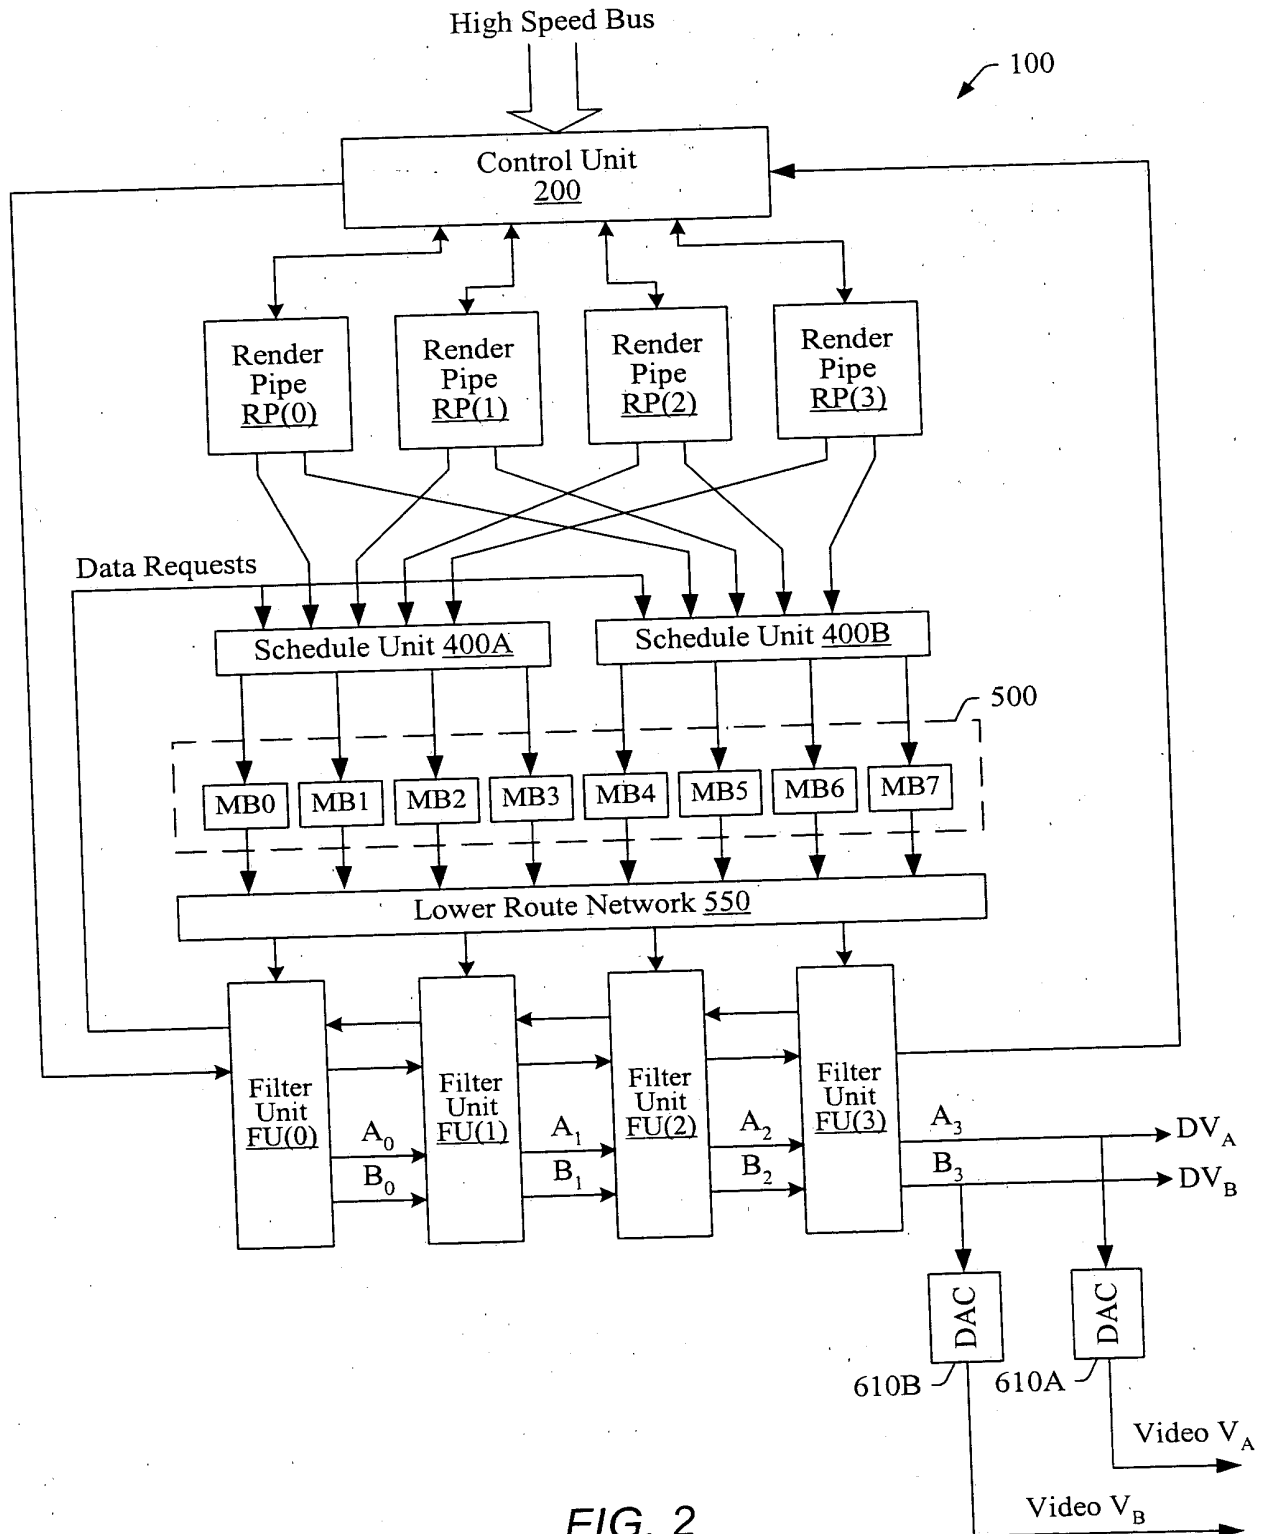 High Speed Bus
100
Control Unit
200
Render
Pipe
RP(0)
Render
Pipe
RP(1)
Render
Pipe
RP(2)
Render
Pipe
RP(3)
Data Requests
Schedule Unit 400A
Schedule Unit 400B
500
MB0
MB1
MB2
MB3
MB4
MB5
MB6
MB7
Lower Route Network 550
Filter
Unit
FU(0)
Filter
Unit
FU(1)
Filter
Unit
FU(2)
Filter
Unit
FU(3)
A0
B0
A1
B1
A2
B2
A3
B3
DVA
DVB
DAC
DAC
610B
610A
Video VA
Video VB
FIG. 2